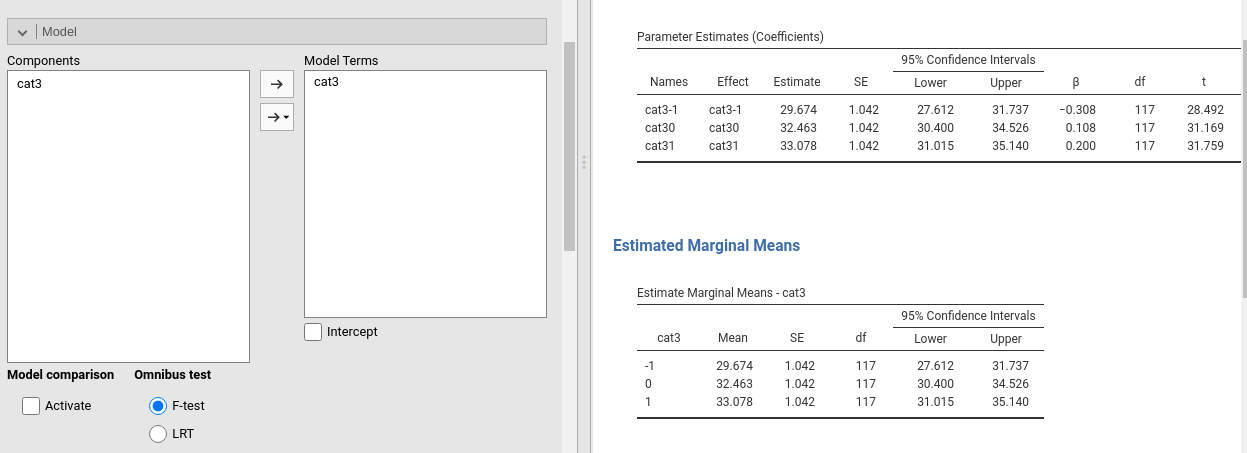 Model
Components
Model Terms
cat3
cat3
Intercept
Model comparison
Omnibus test
Activate
F-test
LRT
Parameter Estimates (Coefficients)
95% Confidence Intervals
Names Effect Estimate SE Lower Upper β df t
cat3-1 cat3-1 29.674 1.042 27.612 31.737 −0.308 117 28.492
cat30 cat30 32.463 1.042 30.400 34.526 0.108 117 31.169
cat31 cat31 33.078 1.042 31.015 35.140 0.200 117 31.759
Estimated Marginal Means
Estimate Marginal Means - cat3
95% Confidence Intervals
cat3 Mean SE df Lower Upper
-1 29.674 1.042 117 27.612 31.737
0 32.463 1.042 117 30.400 34.526
1 33.078 1.042 117 31.015 35.140